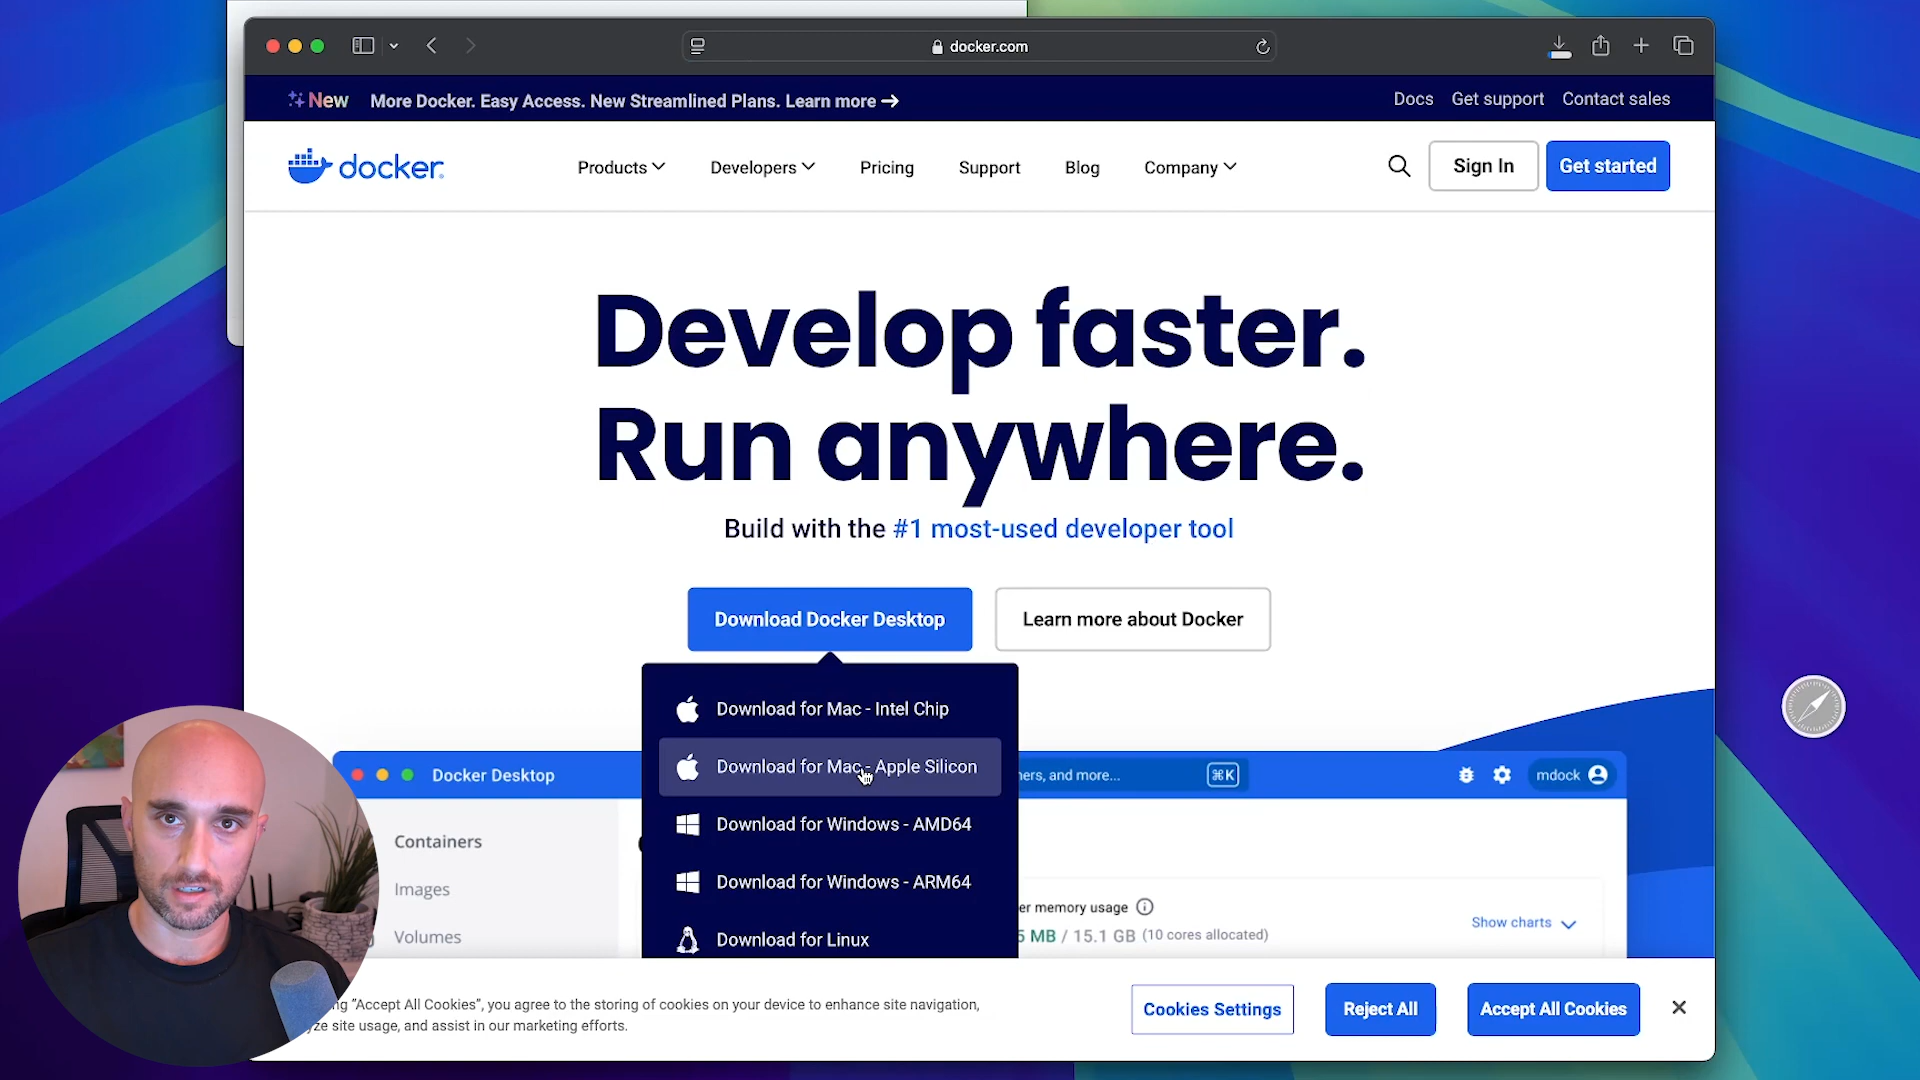 docker.com
New More Docker. Easy Access. New Streamlined Plans. Learn more →
Docs Get support Contact sales
docker
Products Developers Pricing Support Blog Company
Sign In Get started
Develop faster.
Run anywhere.
Build with the #1 most-used developer tool
Download Docker Desktop Learn more about Docker
Download for Mac - Intel Chip
Download for Mac - Apple Silicon
Download for Windows - AMD64
Download for Windows - ARM64
Download for Linux
Docker Desktop and more... ⌘K mdock
Containers
Images
Volumes
memory usage
MB / 15.1 GB (10 cores allocated)
Show charts
"Accept All Cookies", you agree to the storing of cookies on your device to enhance site navigation,
site usage, and assist in our marketing efforts.
Cookies Settings Reject All Accept All Cookies